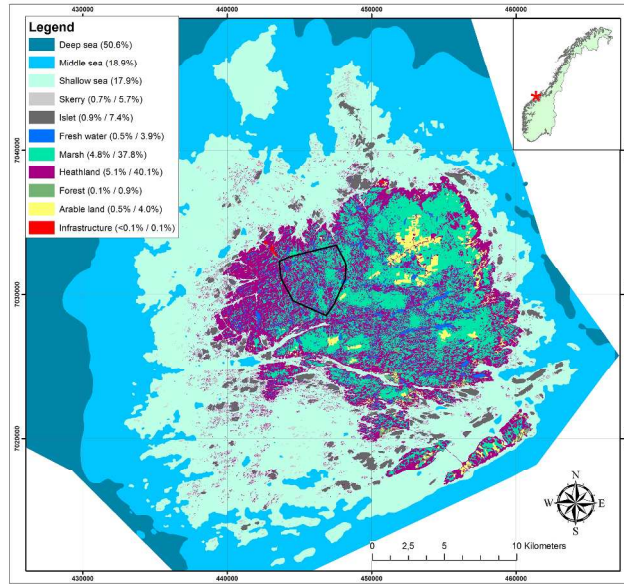 430000 440000 450000 460000
Legend
Deep sea (50.6%)
Middle sea (18.9%)
Shallow sea (17.9%)
Skerry (0.7% / 5.7%)
Islet (0.9% / 7.4%)
Fresh water (0.5% / 3.9%)
Marsh (4.8% / 37.8%)
Heathland (5.1% / 40.1%)
Forest (0.1% / 0.9%)
Arable land (0.5% / 4.0%)
Infrastructure (<0.1% / 0.1%)
7040000 7040000
7030000 7030000
7020000 7020000
N
W E
S
0 2,5 5 10 Kilometers
430000 440000 450000 460000